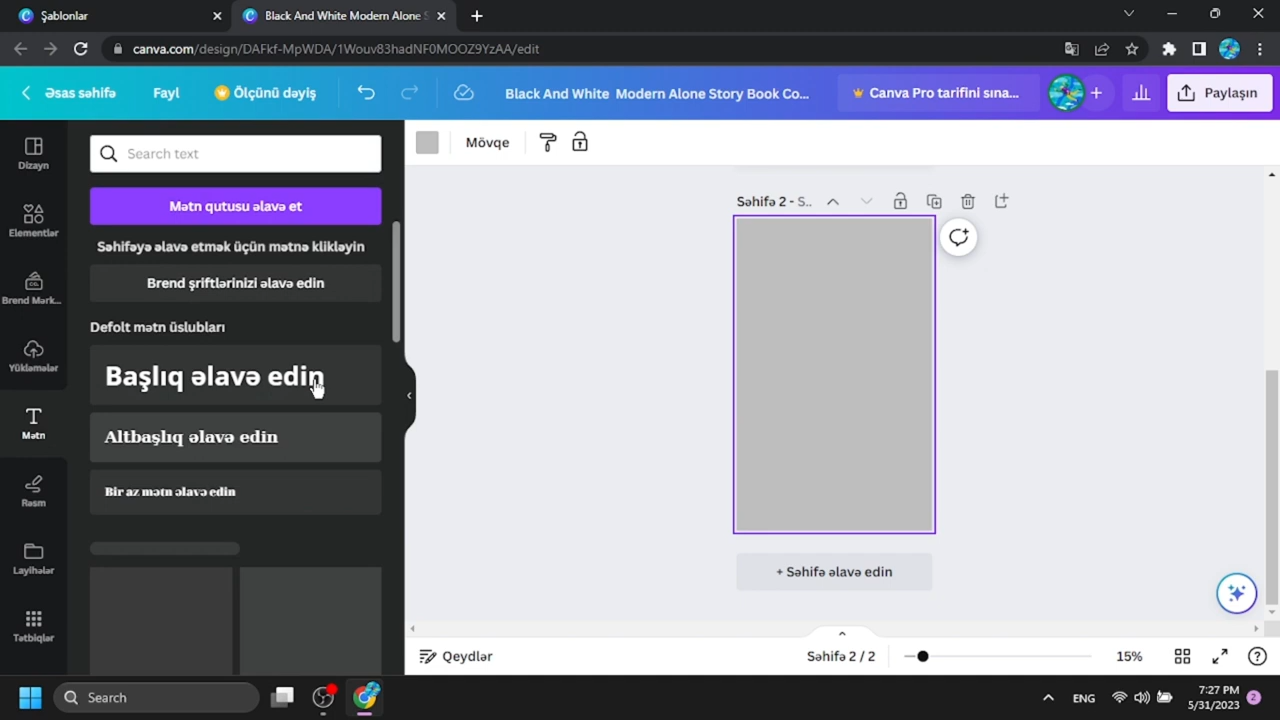 Şablonlar
Black And White Modern Alone S
canva.com/design/DAFkf-MpWDA/1Wouv83hadNF0MOOZ9YzAA/edit
Əsas səhifə
Fayl
Ölçünü dəyiş
Black And White Modern Alone Story Book Co...
Canva Pro tarifini sına...
Paylaşın
Dizayn
Elementlər
Brend Mərk...
Yükləmələr
Mətn
Rəsm
Layihələr
Tətbiqlər
Search text
Mətn qutusu əlavə et
Səhifəyə əlavə etmək üçün mətnə klikləyin
Brend şriftlərinizi əlavə edin
Defolt mətn üslubları
Başlıq əlavə edin
Altbaşlıq əlavə edin
Bir az mətn əlavə edin
Mövqe
Səhifə 2 - S..
+ Səhifə əlavə edin
Qeydlər
Səhifə 2 / 2
15%
Search
ENG
7:27 PM
5/31/2023
2